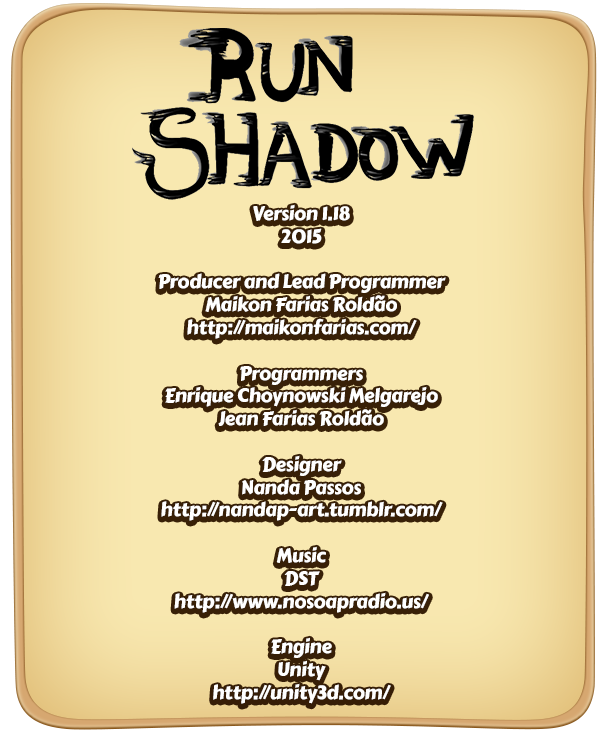 RUN
SHADOW
Version 1.18
2015
Producer and Lead Programmer
Maikon Farias Roldão
http://maikonfarias.com/
Programmers
Enrique Choynowski Melgarejo
Jean Farias Roldão
Designer
Nanda Passos
http://nandap-art.tumblr.com/
Music
DST
http://www.nosoapradio.us/
Engine
Unity
http://unity3d.com/